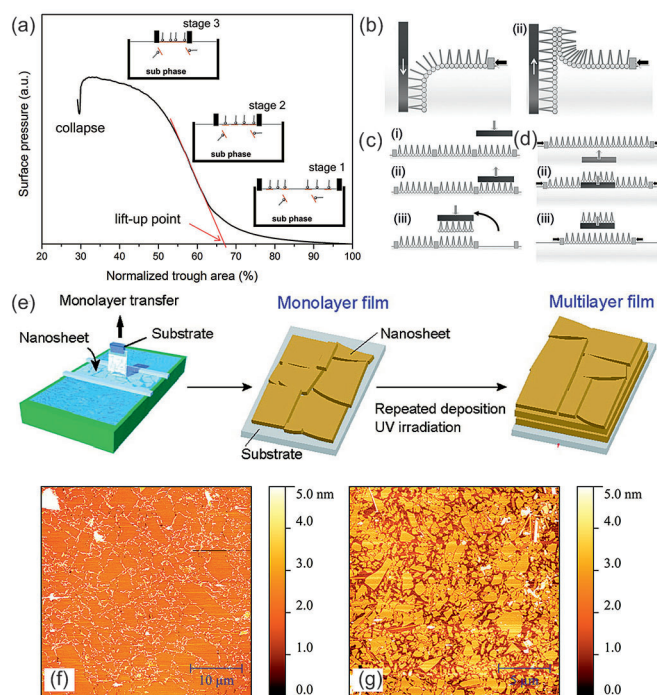 (a)
Surface pressure (a.u.)
stage 3
sub phase
stage 2
sub phase
stage 1
sub phase
collapse
lift-up point
20 30 40 50 60 70 80 90 100
Normalized trough area (%)
(b)
(ii)
(c)
(i)
(ii)
(iii)
(d)
(ii)
(iii)
(e)
Monolayer transfer
Nanosheet
Substrate
Monolayer film
Nanosheet
Substrate
Repeated deposition
UV irradiation
Multilayer film
(f)
10 μm
5.0 nm
4.0
3.0
2.0
1.0
0.0
(g)
5.0 nm
4.0
3.0
2.0
1.0
0.0